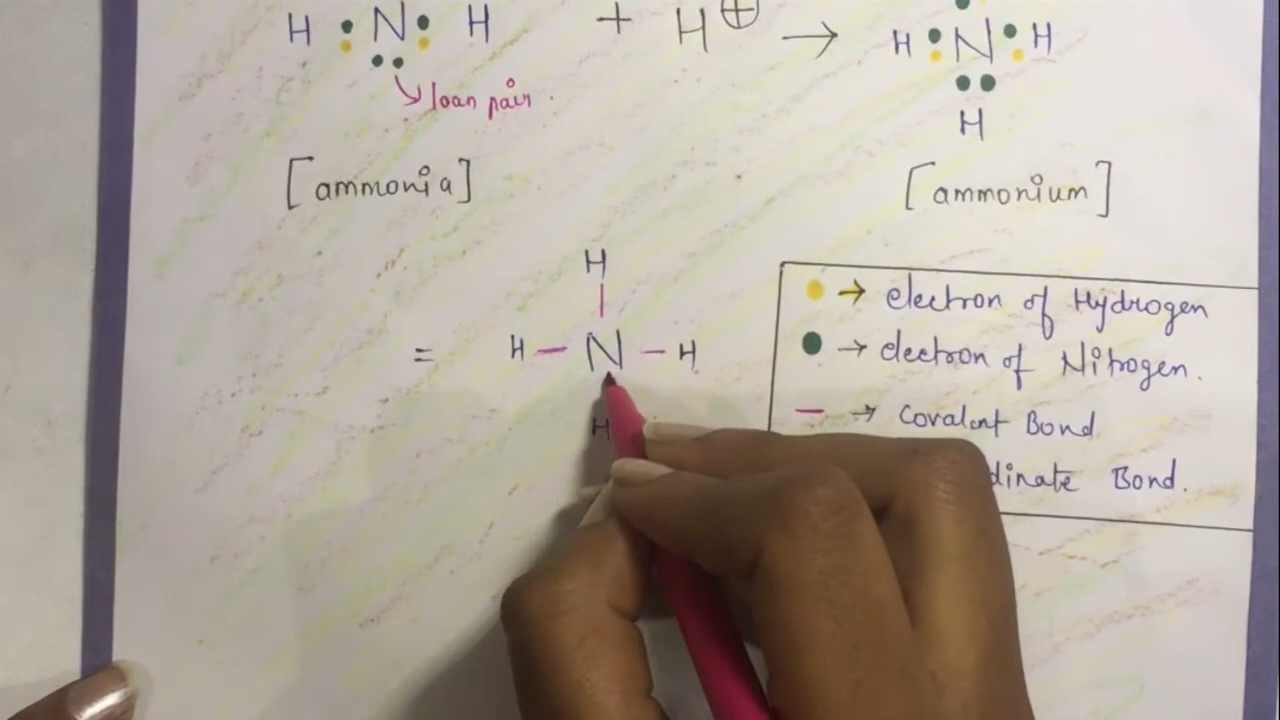 H N H + H⊕ → H N H
loan pair
H
[ammonia] [ammonium]
H
= H – N – H
H
→ electron of Hydrogen
→ electron of Nitrogen.
– → Covalent Bond
dinate Bond.